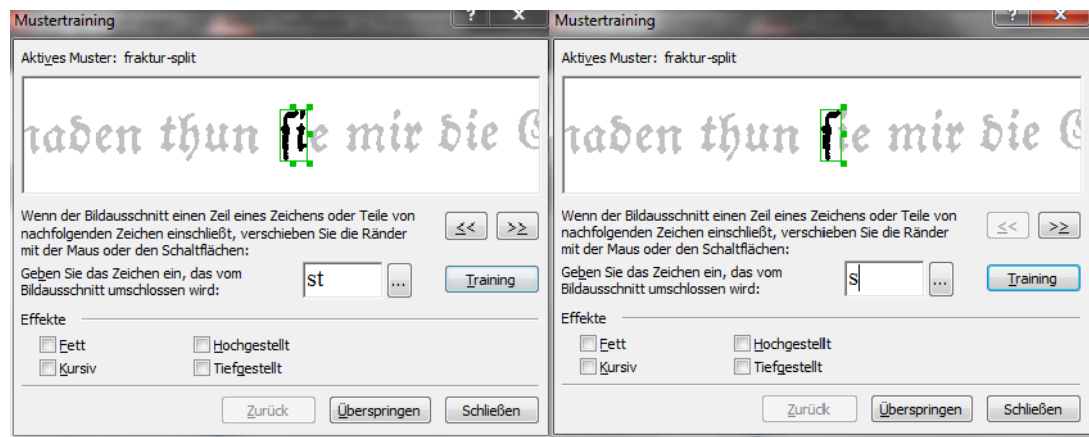 Mustertraining
? X
Aktives Muster: fraktur-split
naden thun ſie mir die G
Wenn der Bildausschnitt einen Zeil eines Zeichens oder Teile von
nachfolgenden Zeichen einschließt, verschieben Sie die Ränder
mit der Maus oder den Schaltflächen:
<< >>
Geben Sie das Zeichen ein, das vom
Bildausschnitt umschlossen wird:
st
...
Training
Effekte
Fett
Hochgestellt
Kursiv
Tiefgestellt
Zurück
Überspringen
Schließen
Mustertraining
? X
Aktives Muster: fraktur-split
naden thun ſie mir die G
Wenn der Bildausschnitt einen Zeil eines Zeichens oder Teile von
nachfolgenden Zeichen einschließt, verschieben Sie die Ränder
mit der Maus oder den Schaltflächen:
<< >>
Geben Sie das Zeichen ein, das vom
Bildausschnitt umschlossen wird:
s
...
Training
Effekte
Fett
Hochgestellt
Kursiv
Tiefgestellt
Zurück
Überspringen
Schließen